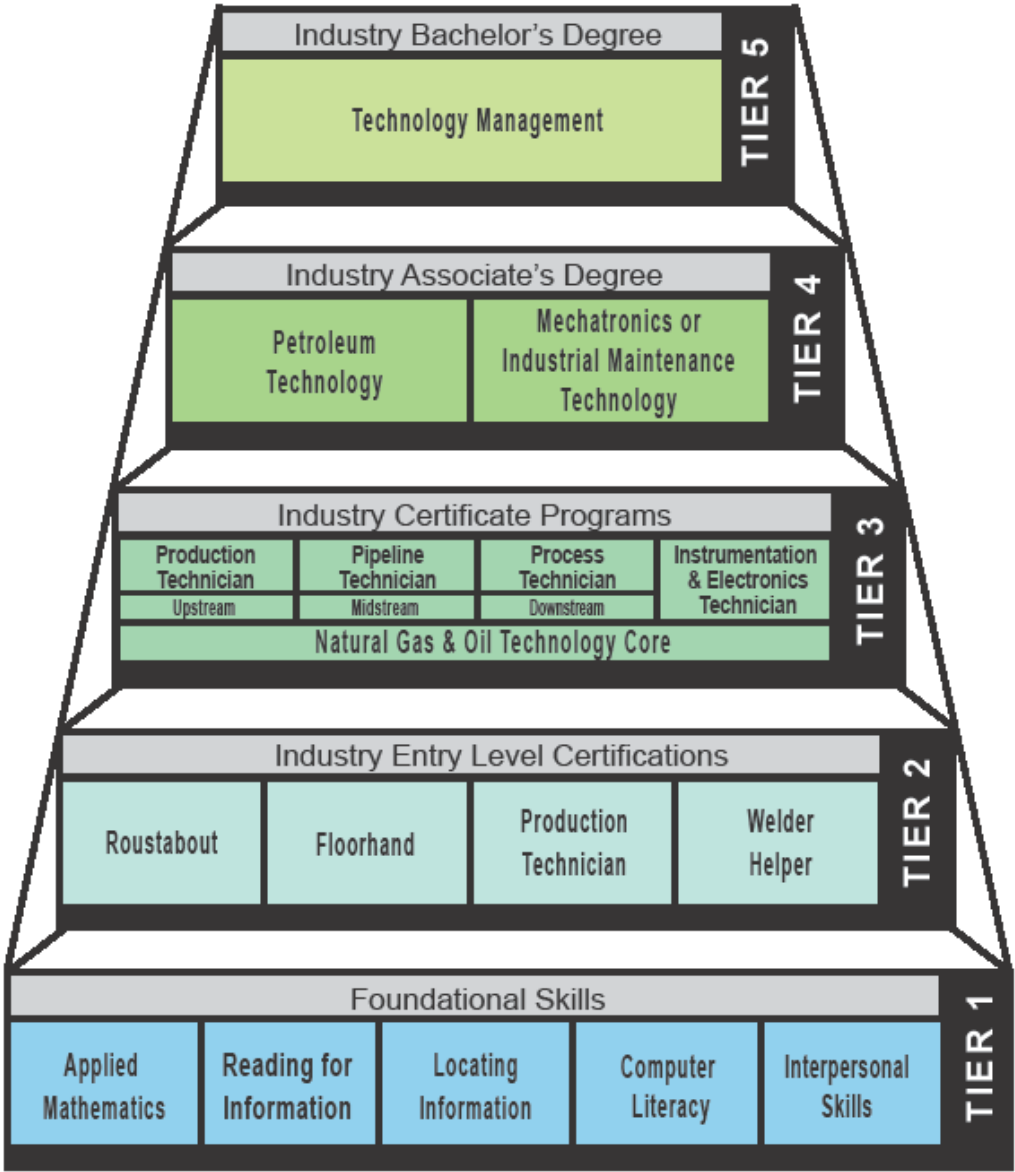 Industry Bachelor's Degree
Technology Management
TIER 5
Industry Associate's Degree
Petroleum
Technology
Mechatronics or
Industrial Maintenance
Technology
TIER 4
Industry Certificate Programs
Production
Technician
Upstream
Pipeline
Technician
Midstream
Process
Technician
Downstream
Instrumentation
& Electronics
Technician
Natural Gas & Oil Technology Core
TIER 3
Industry Entry Level Certifications
Roustabout
Floorhand
Production
Technician
Welder
Helper
TIER 2
Foundational Skills
Applied
Mathematics
Reading for
Information
Locating
Information
Computer
Literacy
Interpersonal
Skills
TIER 1